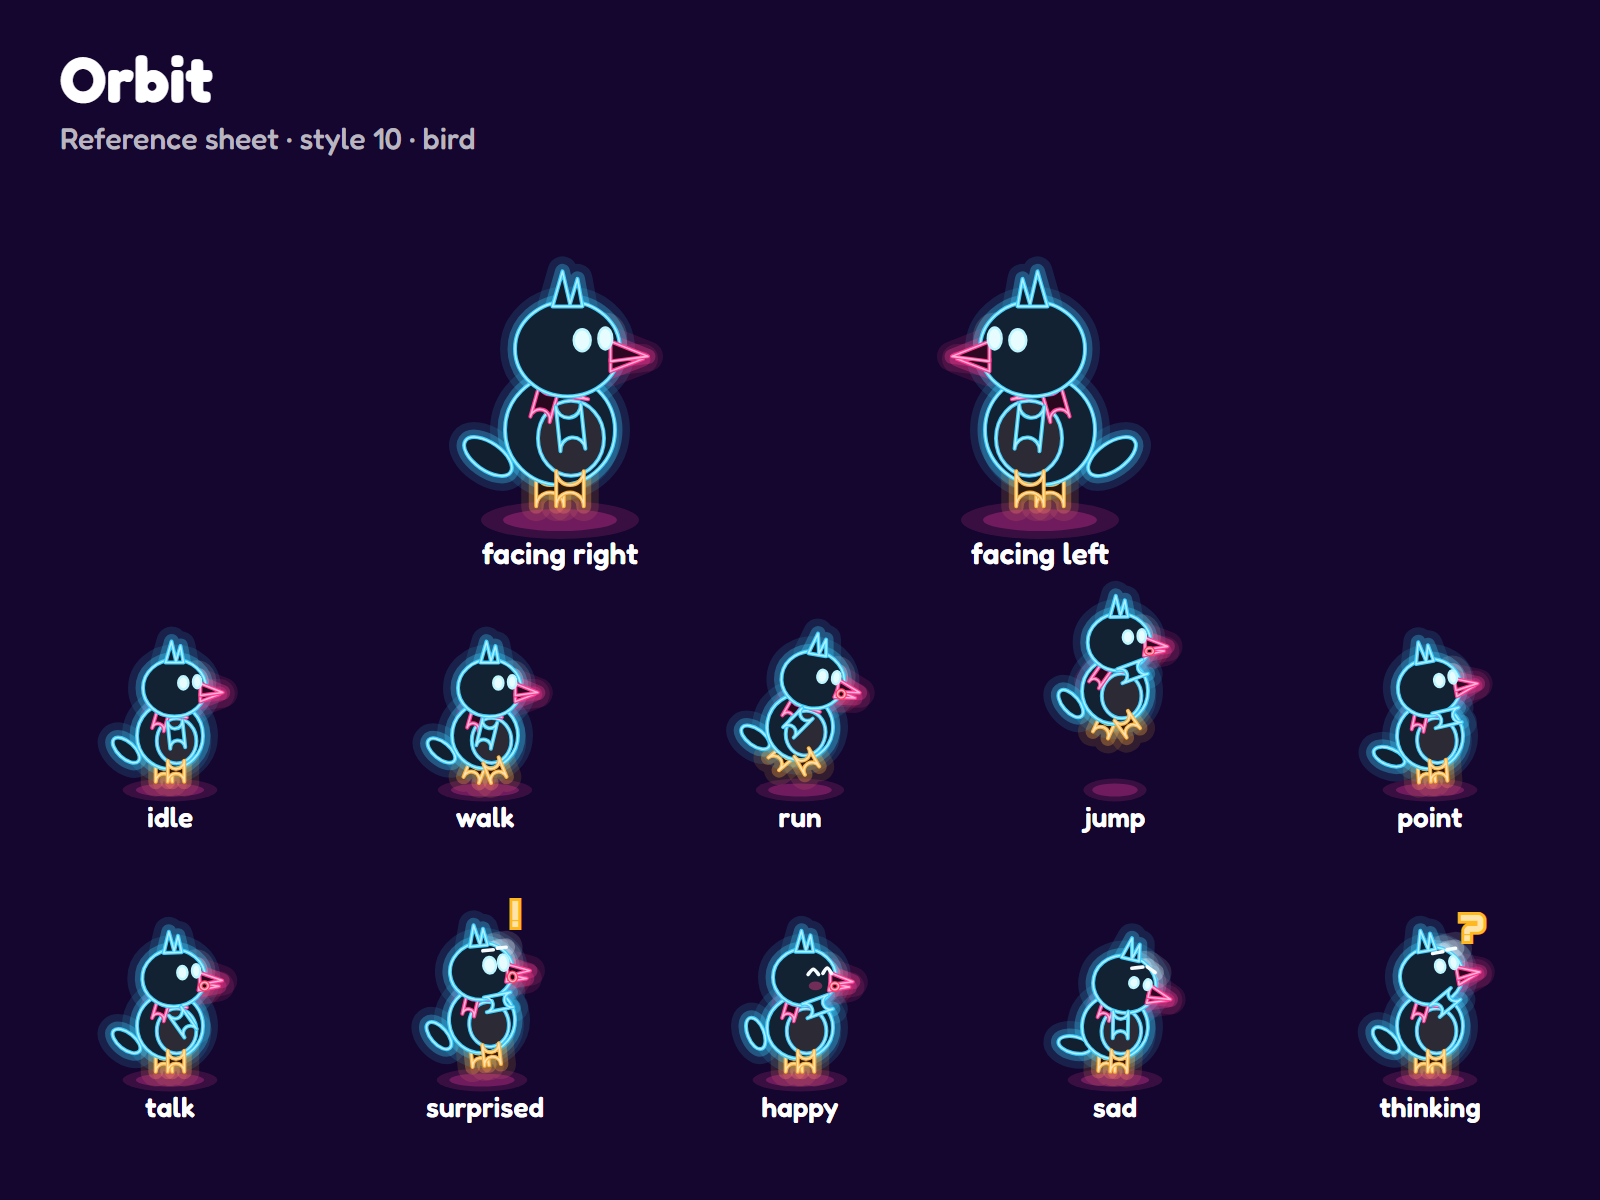 Orbit
Reference sheet · style 10 · bird
facing right
facing left
idle
walk
run
jump
point
!
?
talk
surprised
happy
sad
thinking